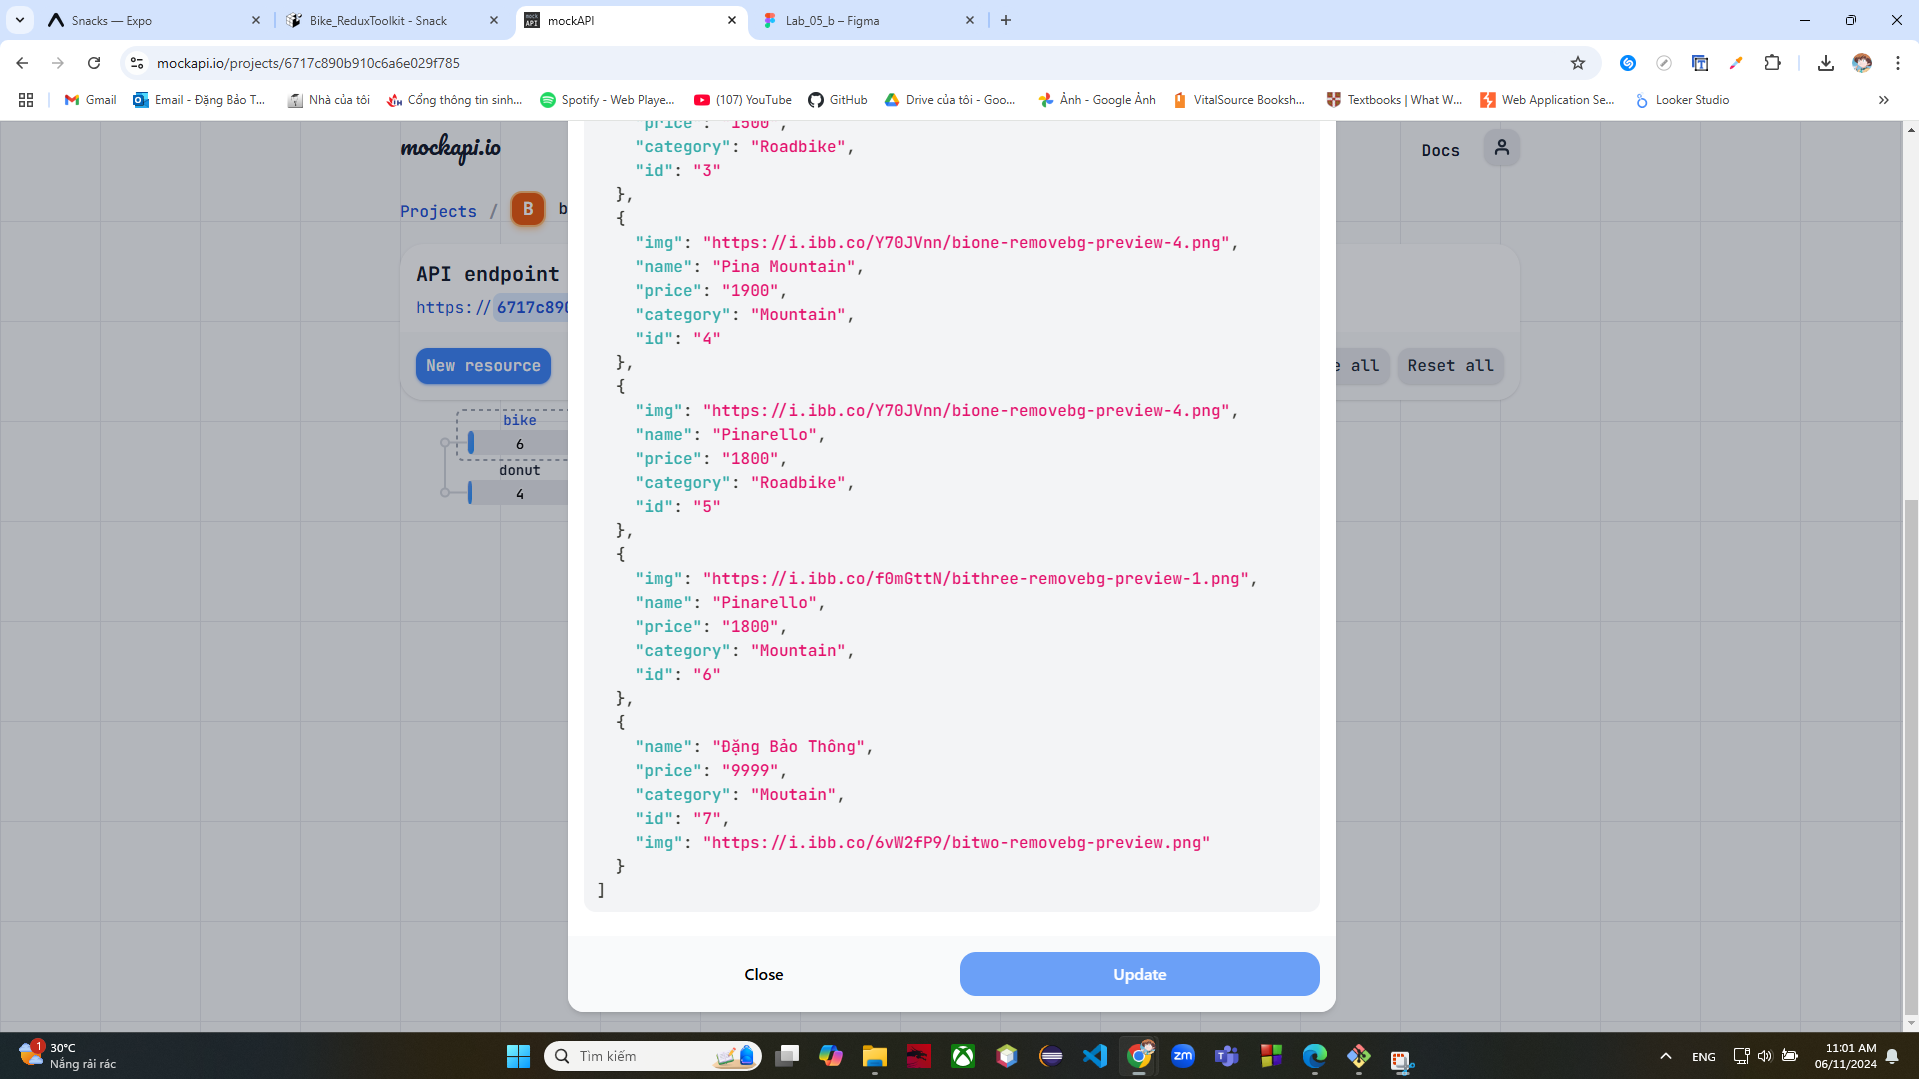 Snacks — Expo
Bike_ReduxToolkit - Snack
mockAPI
Lab_05_b – Figma
mockapi.io/projects/6717c890b910c6a6e029f785
Gmail
Email - Đặng Bảo T...
Nhà của tôi
Cổng thông tin sinh...
Spotify - Web Playe...
(107) YouTube
GitHub
Drive của tôi - Goo...
Ảnh - Google Ảnh
VitalSource Booksh...
Textbooks | What W...
Web Application Se...
Looker Studio
mockapi.io
Docs
Projects / B b
API endpoint
https://6717c890
New resource
e all
Reset all
bike
6
donut
4
"price": "1500",
"category": "Roadbike",
"id": "3"
},
{
"img": "https://i.ibb.co/Y70JVnn/bione-removebg-preview-4.png",
"name": "Pina Mountain",
"price": "1900",
"category": "Mountain",
"id": "4"
},
{
"img": "https://i.ibb.co/Y70JVnn/bione-removebg-preview-4.png",
"name": "Pinarello",
"price": "1800",
"category": "Roadbike",
"id": "5"
},
{
"img": "https://i.ibb.co/f0mGttN/bithree-removebg-preview-1.png",
"name": "Pinarello",
"price": "1800",
"category": "Mountain",
"id": "6"
},
{
"name": "Đặng Bảo Thông",
"price": "9999",
"category": "Moutain",
"id": "7",
"img": "https://i.ibb.co/6vW2fP9/bitwo-removebg-preview.png"
}
]
Close
Update
1
30°C
Nắng rải rác
Tìm kiếm
zm
ENG
11:01 AM
06/11/2024